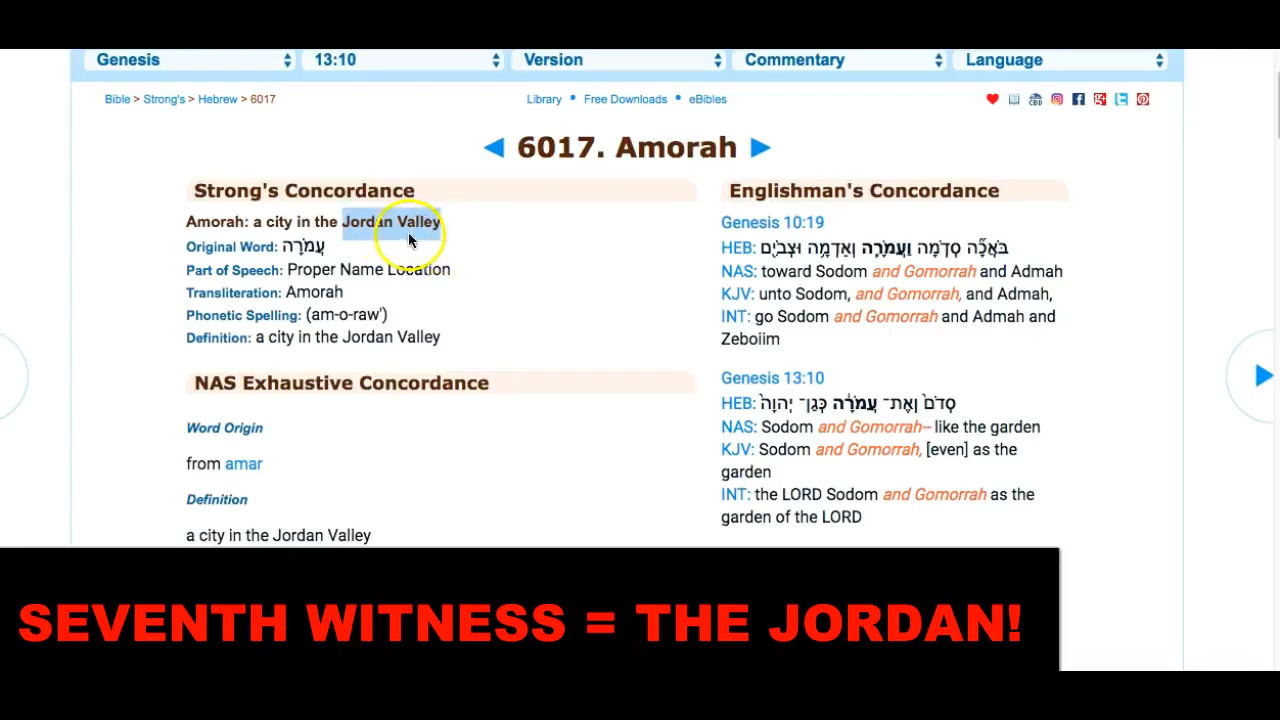 Genesis 13:10 Version Commentary Language
Bible > Strong's > Hebrew > 6017
Library • Free Downloads • eBibles
◄ 6017. Amorah ►
Strong's Concordance
Amorah: a city in the Jordan Valley
Original Word: עֲמֹרָה
Part of Speech: Proper Name Location
Transliteration: Amorah
Phonetic Spelling: (am-o-raw')
Definition: a city in the Jordan Valley
NAS Exhaustive Concordance
Word Origin
from amar
Definition
a city in the Jordan Valley
Englishman's Concordance
Genesis 10:19
HEB: בֹּאֲכָ֞ה סְדֹ֧מָה וַעֲמֹרָ֛ה וְאַדְמָ֥ה וּצְבֹיִ֖ם
NAS: toward Sodom and Gomorrah and Admah
KJV: unto Sodom, and Gomorrah, and Admah,
INT: go Sodom and Gomorrah and Admah and
Zeboiim
Genesis 13:10
HEB: סְדֹם֙ וְאֶת־ עֲמֹרָ֔ה כְּגַן־ יְהוָה֙
NAS: Sodom and Gomorrah-- like the garden
KJV: Sodom and Gomorrah, [even] as the
garden
INT: the LORD Sodom and Gomorrah as the
garden of the LORD
SEVENTH WITNESS = THE JORDAN!